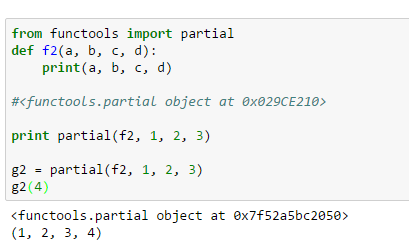 from functools import partial
def f2(a, b, c, d):
    print(a, b, c, d)
#<functools.partial object at 0x029CE210>
print partial(f2, 1, 2, 3)
g2 = partial(f2, 1, 2, 3)
g2(4)
<functools.partial object at 0x7f52a5bc2050>
(1, 2, 3, 4)